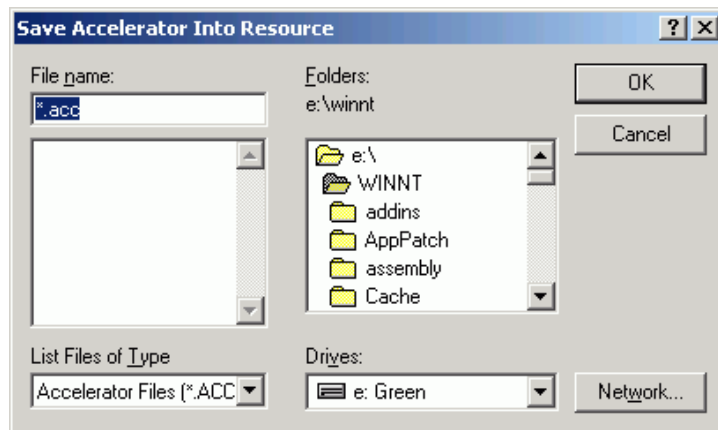 Save Accelerator Into Resource
File name:
*.acc
Folders:
e:\winnt
OK
Cancel
e:\
WINNT
addins
AppPatch
assembly
Cache
List Files of Type
Accelerator Files (*.ACC
Drives:
e: Green
Network...